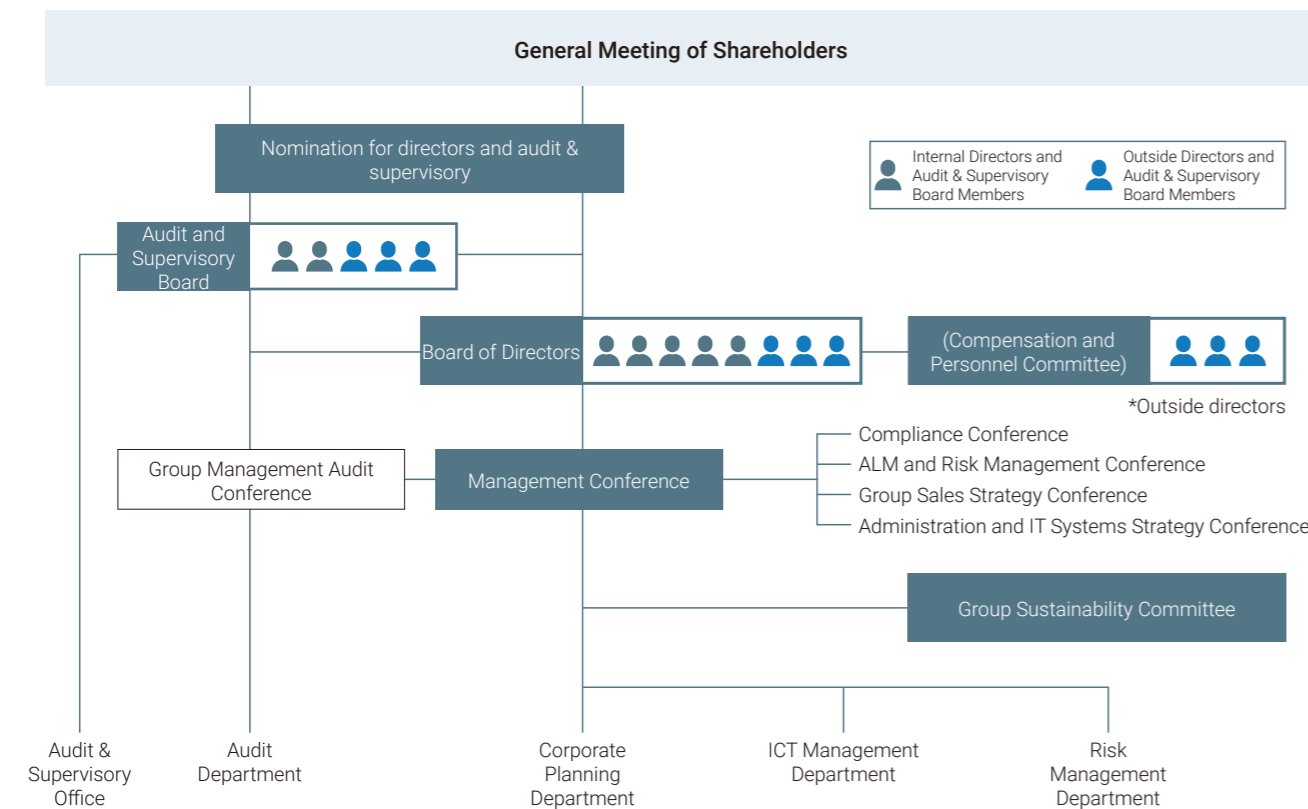 General Meeting of Shareholders
Nomination for directors and audit &
supervisory
Internal Directors and
Audit & Supervisory
Board Members
Outside Directors and
Audit & Supervisory
Board Members
Audit and
Supervisory
Board
Board of Directors
(Compensation and
Personnel Committee)
*Outside directors
Group Management Audit
Conference
Management Conference
Compliance Conference
ALM and Risk Management Conference
Group Sales Strategy Conference
Administration and IT Systems Strategy Conference
Group Sustainability Committee
Audit &
Supervisory
Office
Audit
Department
Corporate
Planning
Department
ICT Management
Department
Risk
Management
Department